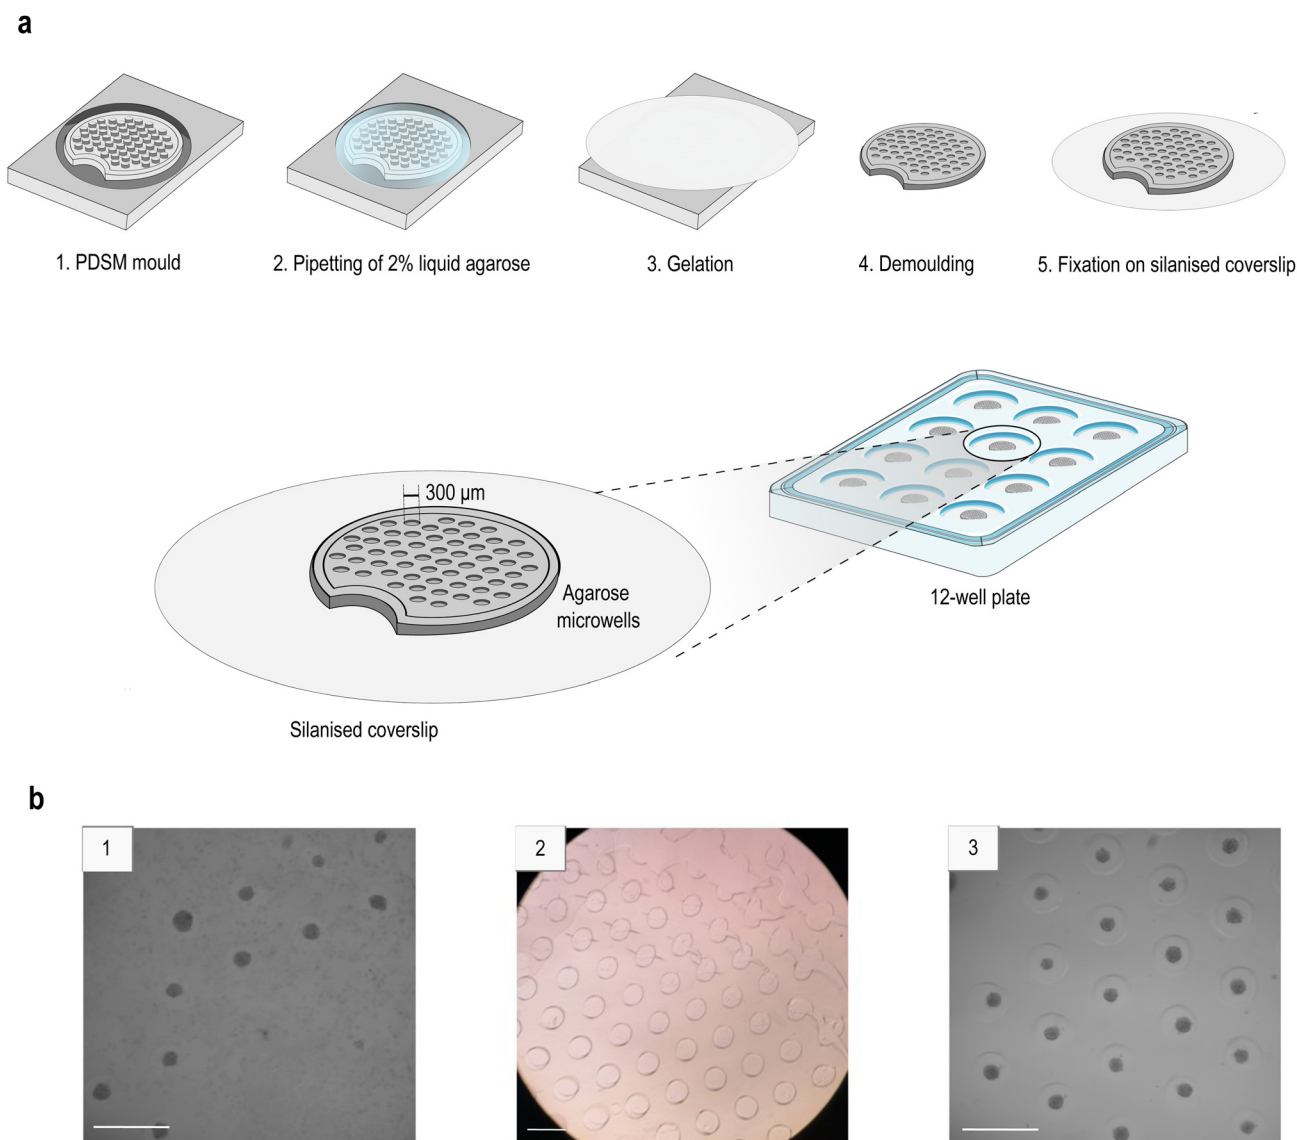 a
1. PDSM mould
2. Pipetting of 2% liquid agarose
3. Gelation
4. Demoulding
5. Fixation on silanised coverslip
300 µm
Agarose
microwells
12-well plate
Silanised coverslip
b
1
2
3